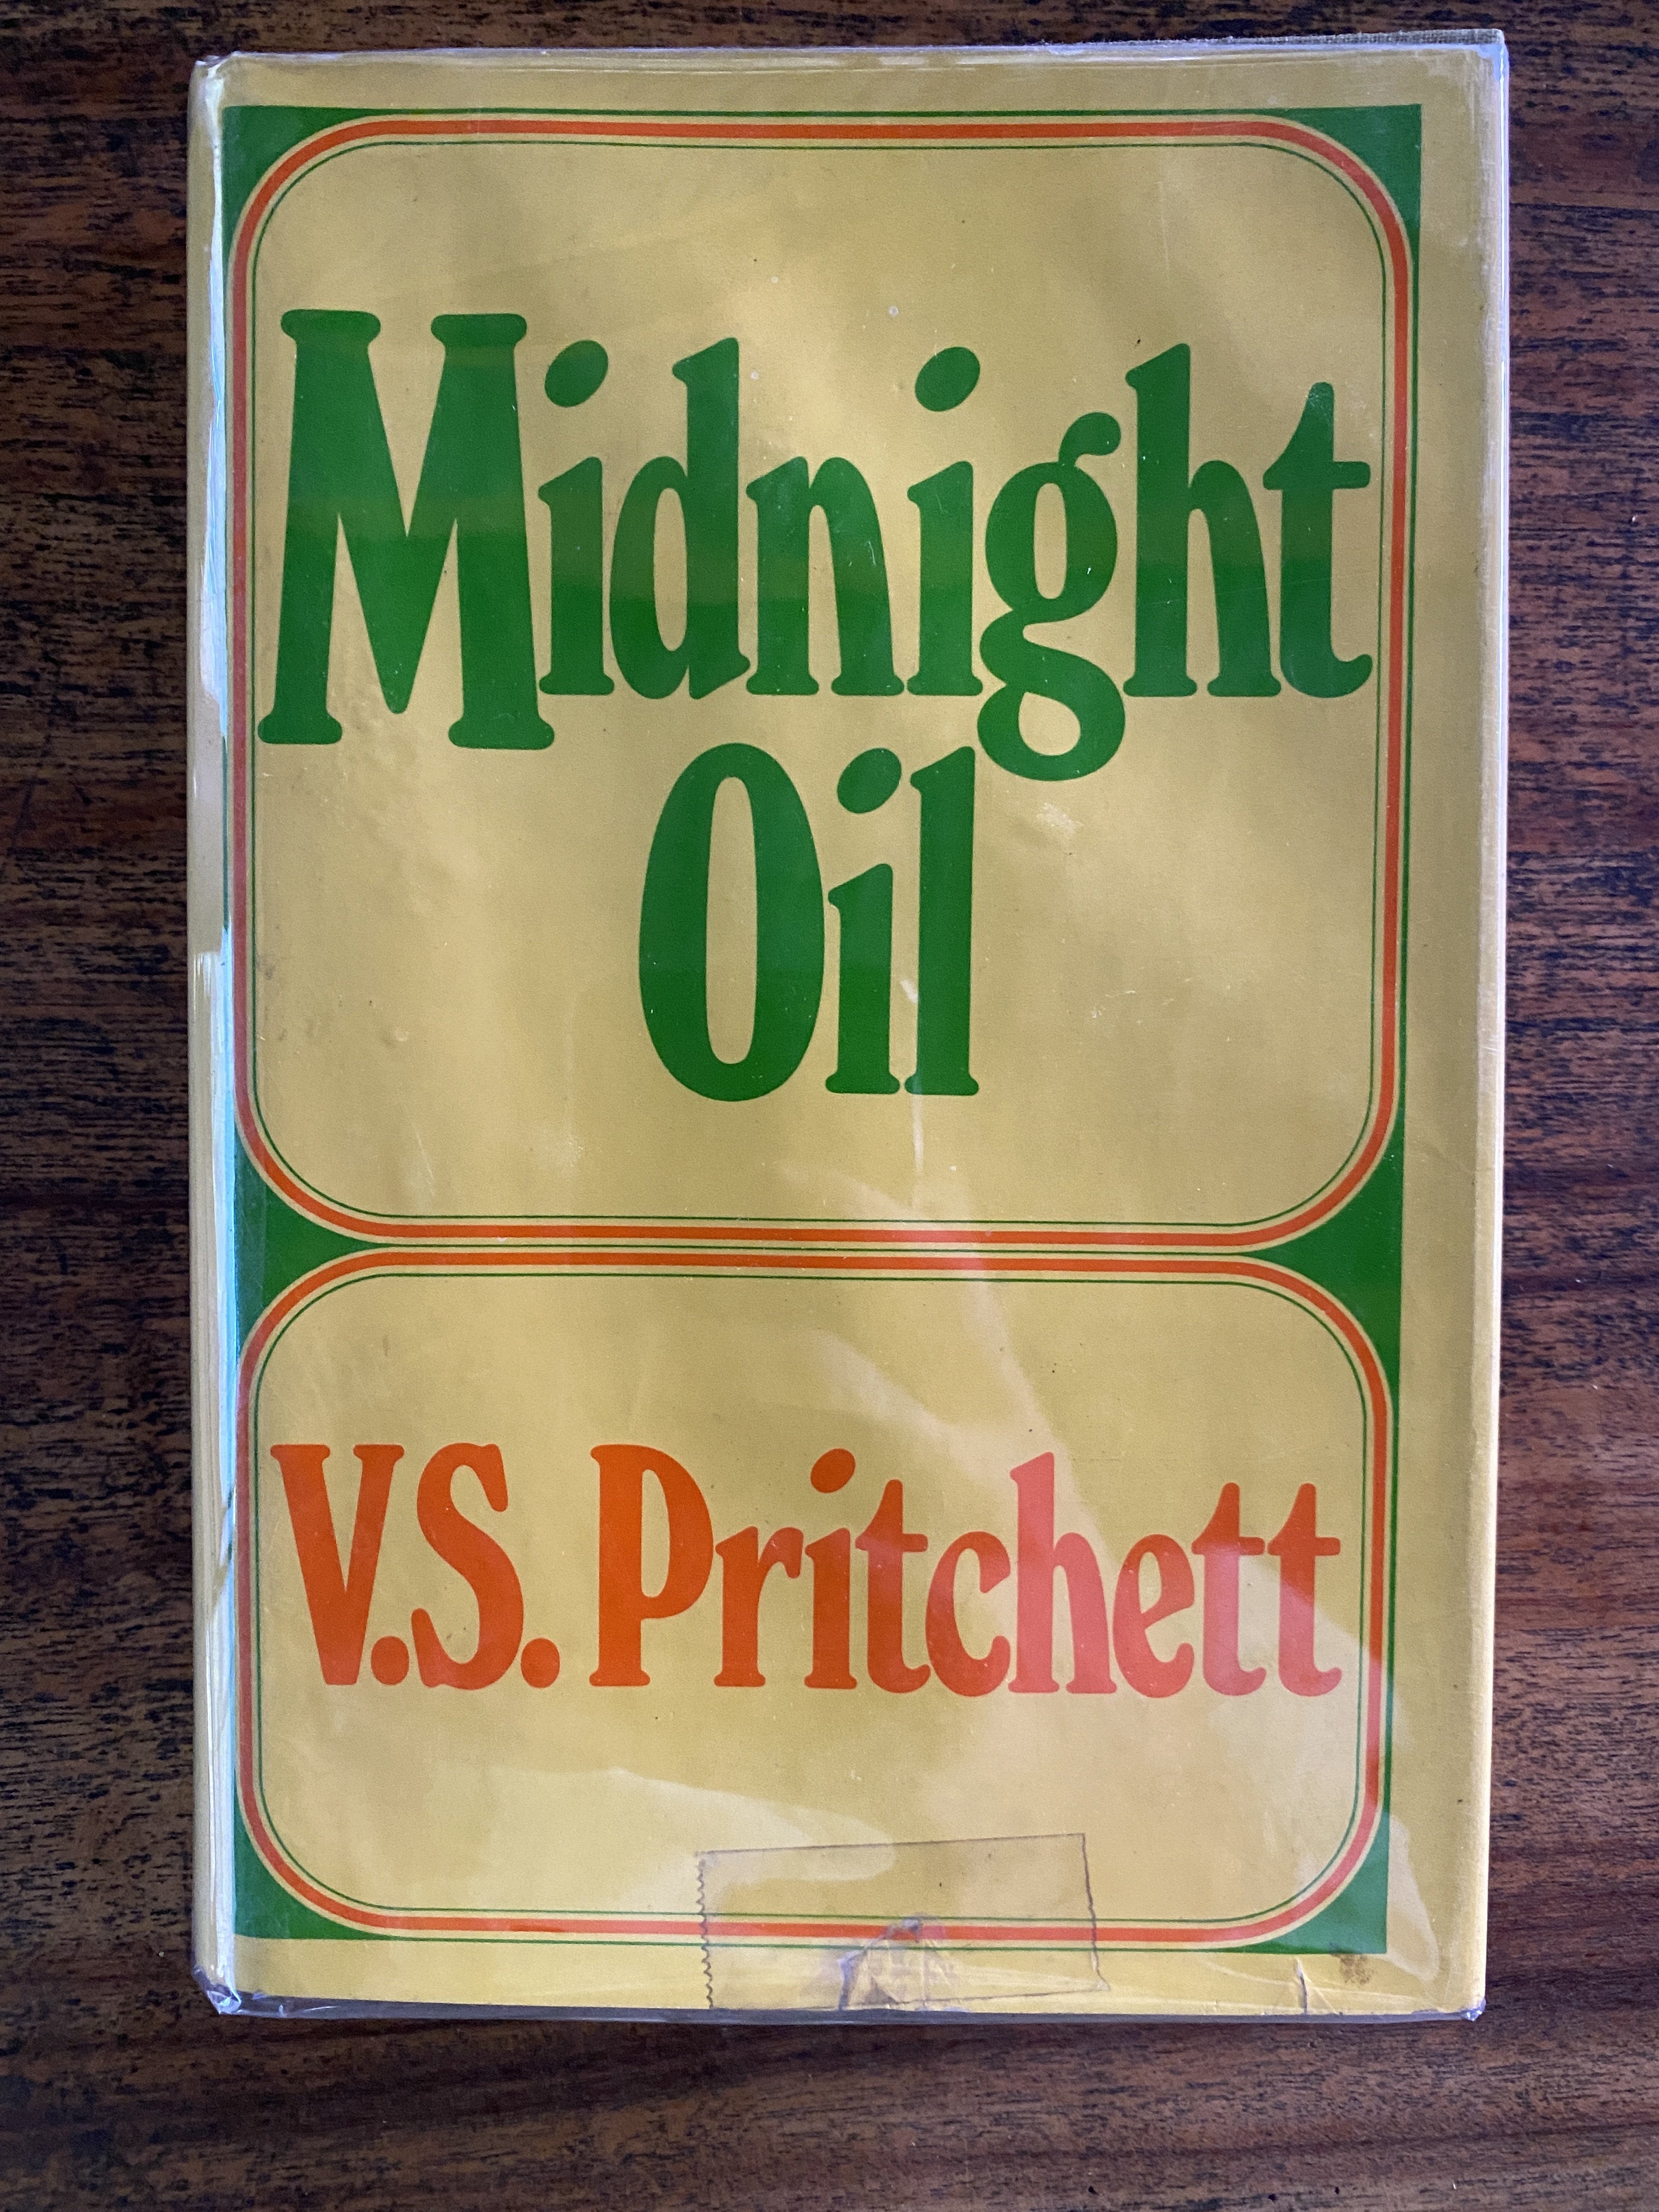 Midnight
Oil
V.S. Pritchett